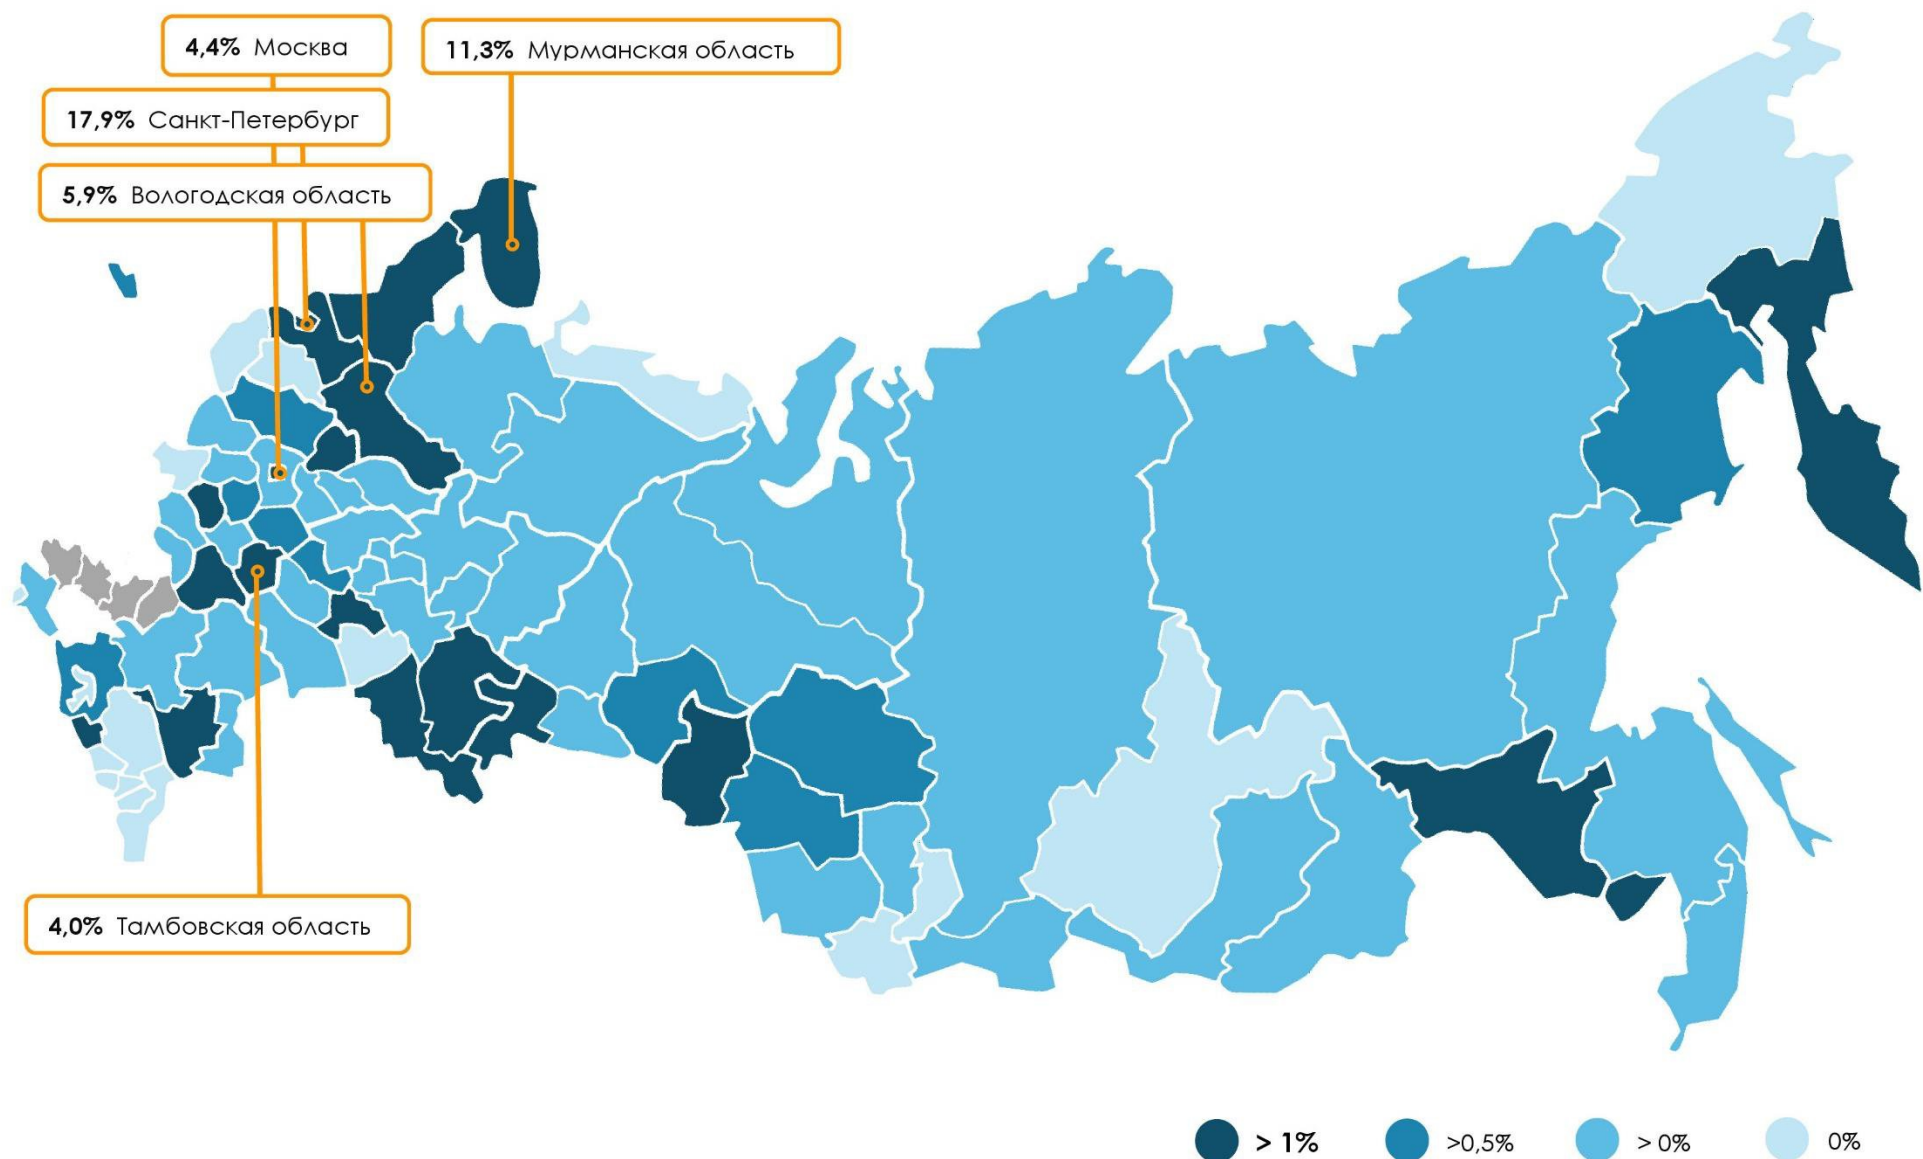 4,4% Москва
11,3% Мурманская область
17,9% Санкт-Петербург
5,9% Вологодская область
4,0% Тамбовская область
> 1%
>0,5%
> 0%
0%